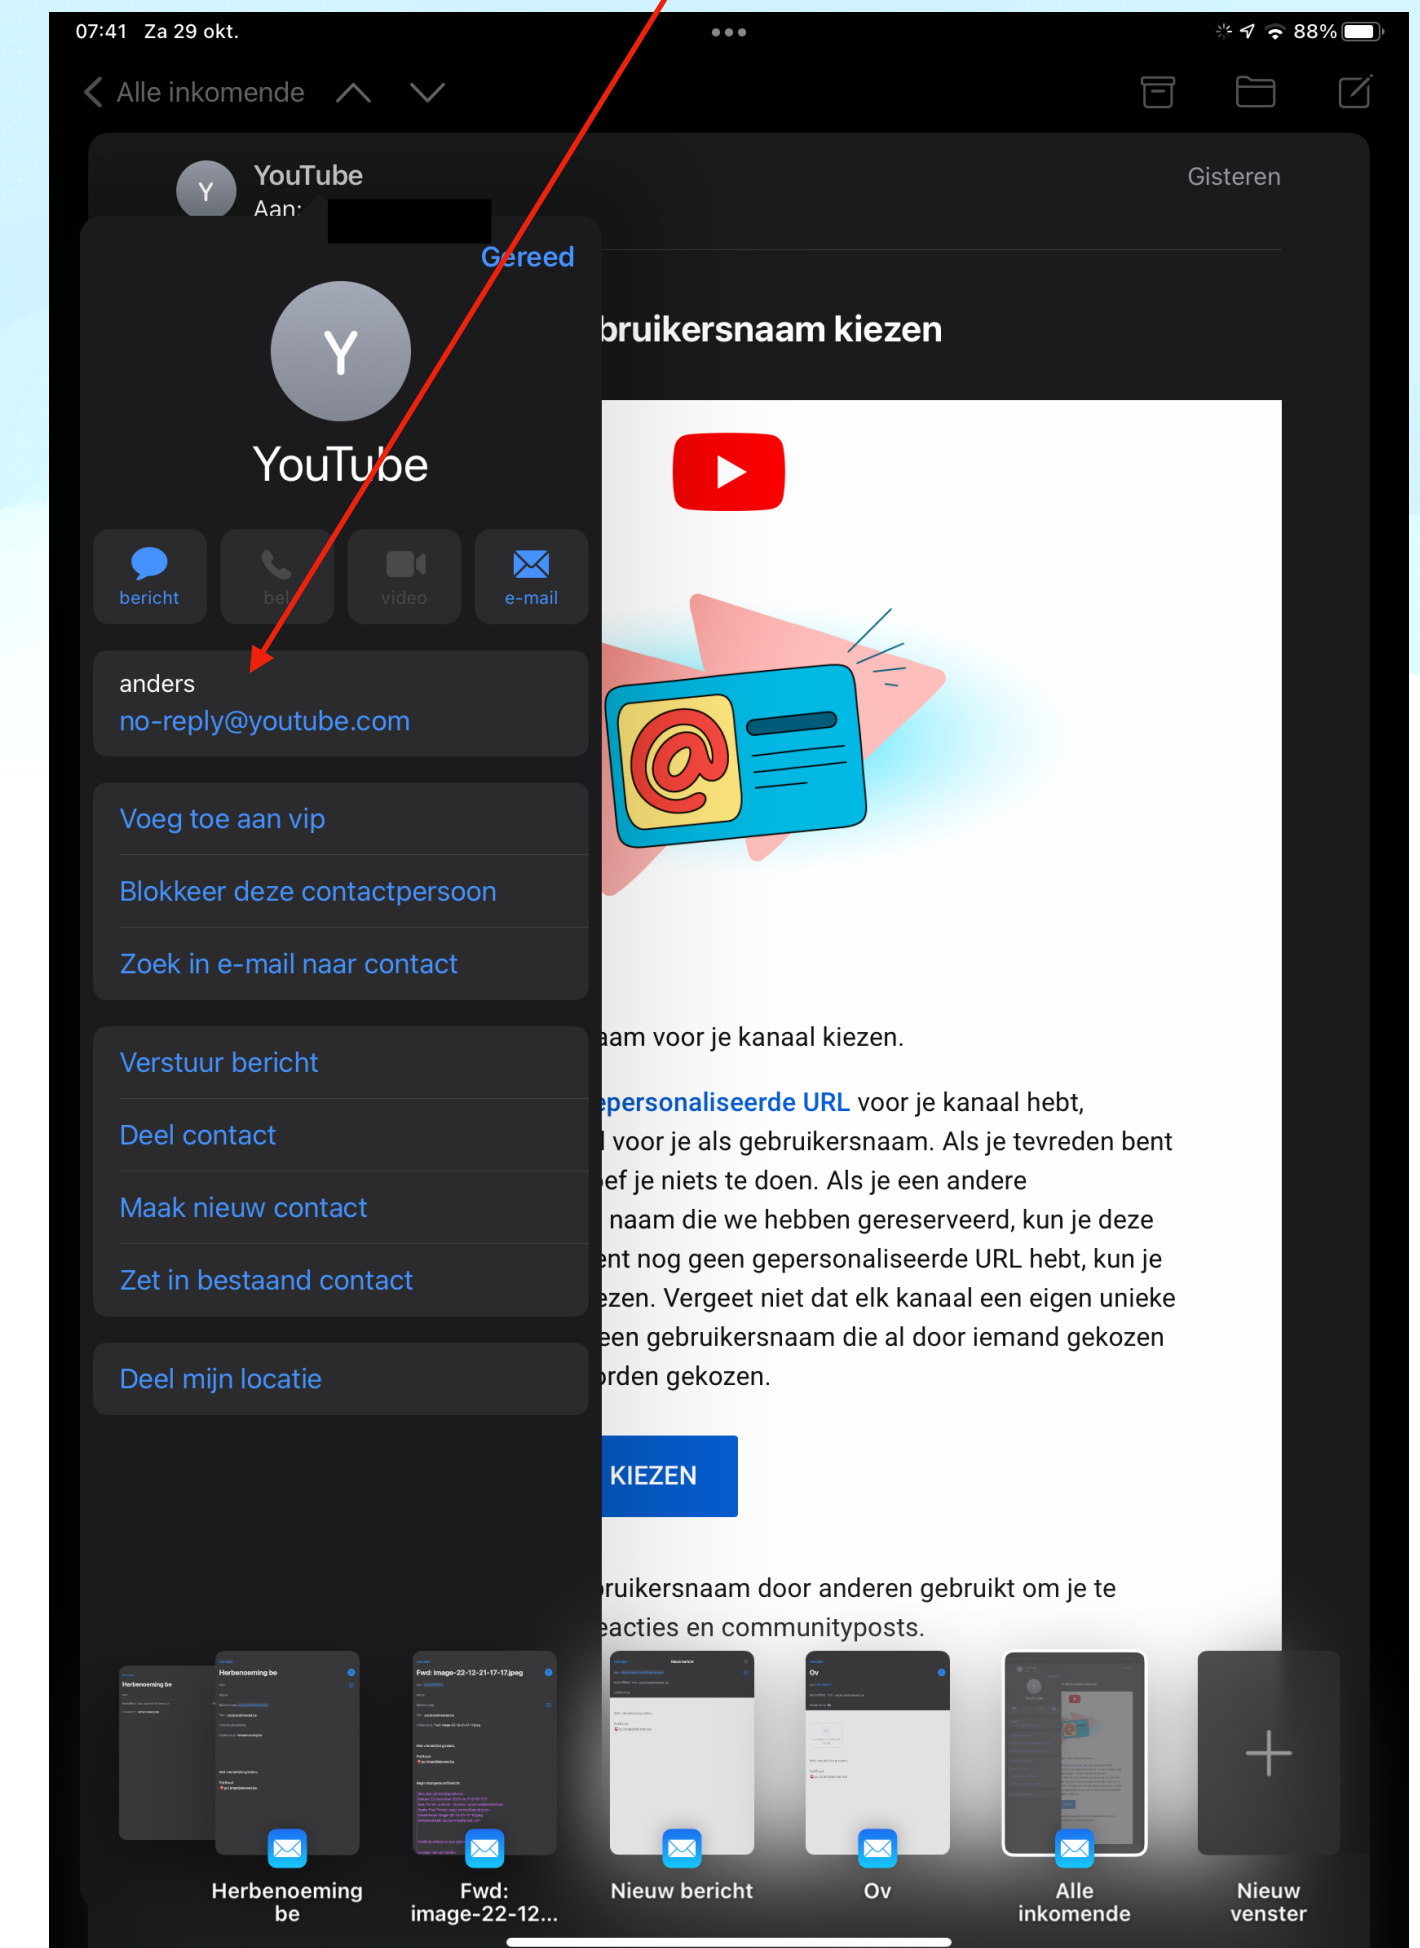 07:41 Za 29 okt.
88%
Alle inkomende
YouTube
Gisteren
Aan:
Gereed
Y
YouTube
bericht
bel
video
e-mail
anders
no-reply@youtube.com
Voeg toe aan vip
Blokkeer deze contactpersoon
Zoek in e-mail naar contact
Verstuur bericht
Deel contact
Maak nieuw contact
Zet in bestaand contact
Deel mijn locatie
bruikersnaam kiezen
aam voor je kanaal kiezen.
epersonaliseerde URL voor je kanaal hebt,
voor je als gebruikersnaam. Als je tevreden bent
ef je niets te doen. Als je een andere
naam die we hebben gereserveerd, kun je deze
ent nog geen gepersonaliseerde URL hebt, kun je
ezen. Vergeet niet dat elk kanaal een eigen unieke
een gebruikersnaam die al door iemand gekozen
orden gekozen.
KIEZEN
ruikersnaam door anderen gebruikt om je te
eacties en communityposts.
Herbenoeming be
Herbenoeming be
Fwd: image-22-12-21-17-17.jpeg
Nieuw bericht
Ov
Herbenoeming
be
Fwd:
image-22-12...
Nieuw bericht
Ov
Alle
inkomende
Nieuw
venster